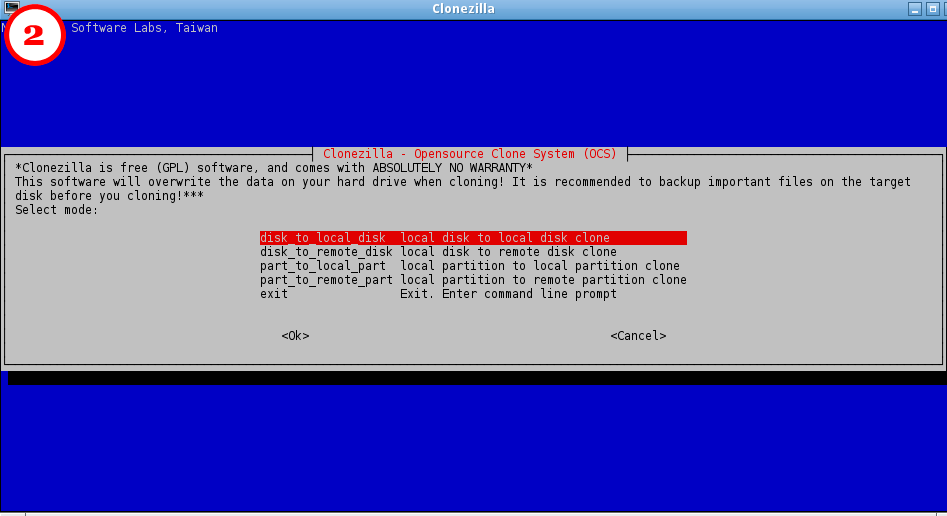 Clonezilla
N Software Labs, Taiwan
2
Clonezilla - Opensource Clone System (OCS)
*Clonezilla is free (GPL) software, and comes with ABSOLUTELY NO WARRANTY*
This software will overwrite the data on your hard drive when cloning! It is recommended to backup important files on the target
disk before you cloning!***
Select mode:
disk_to_local_disk local disk to local disk clone
disk_to_remote_disk local disk to remote disk clone
part_to_local_part local partition to local partition clone
part_to_remote_part local partition to remote partition clone
exit Exit. Enter command line prompt
<Ok> <Cancel>